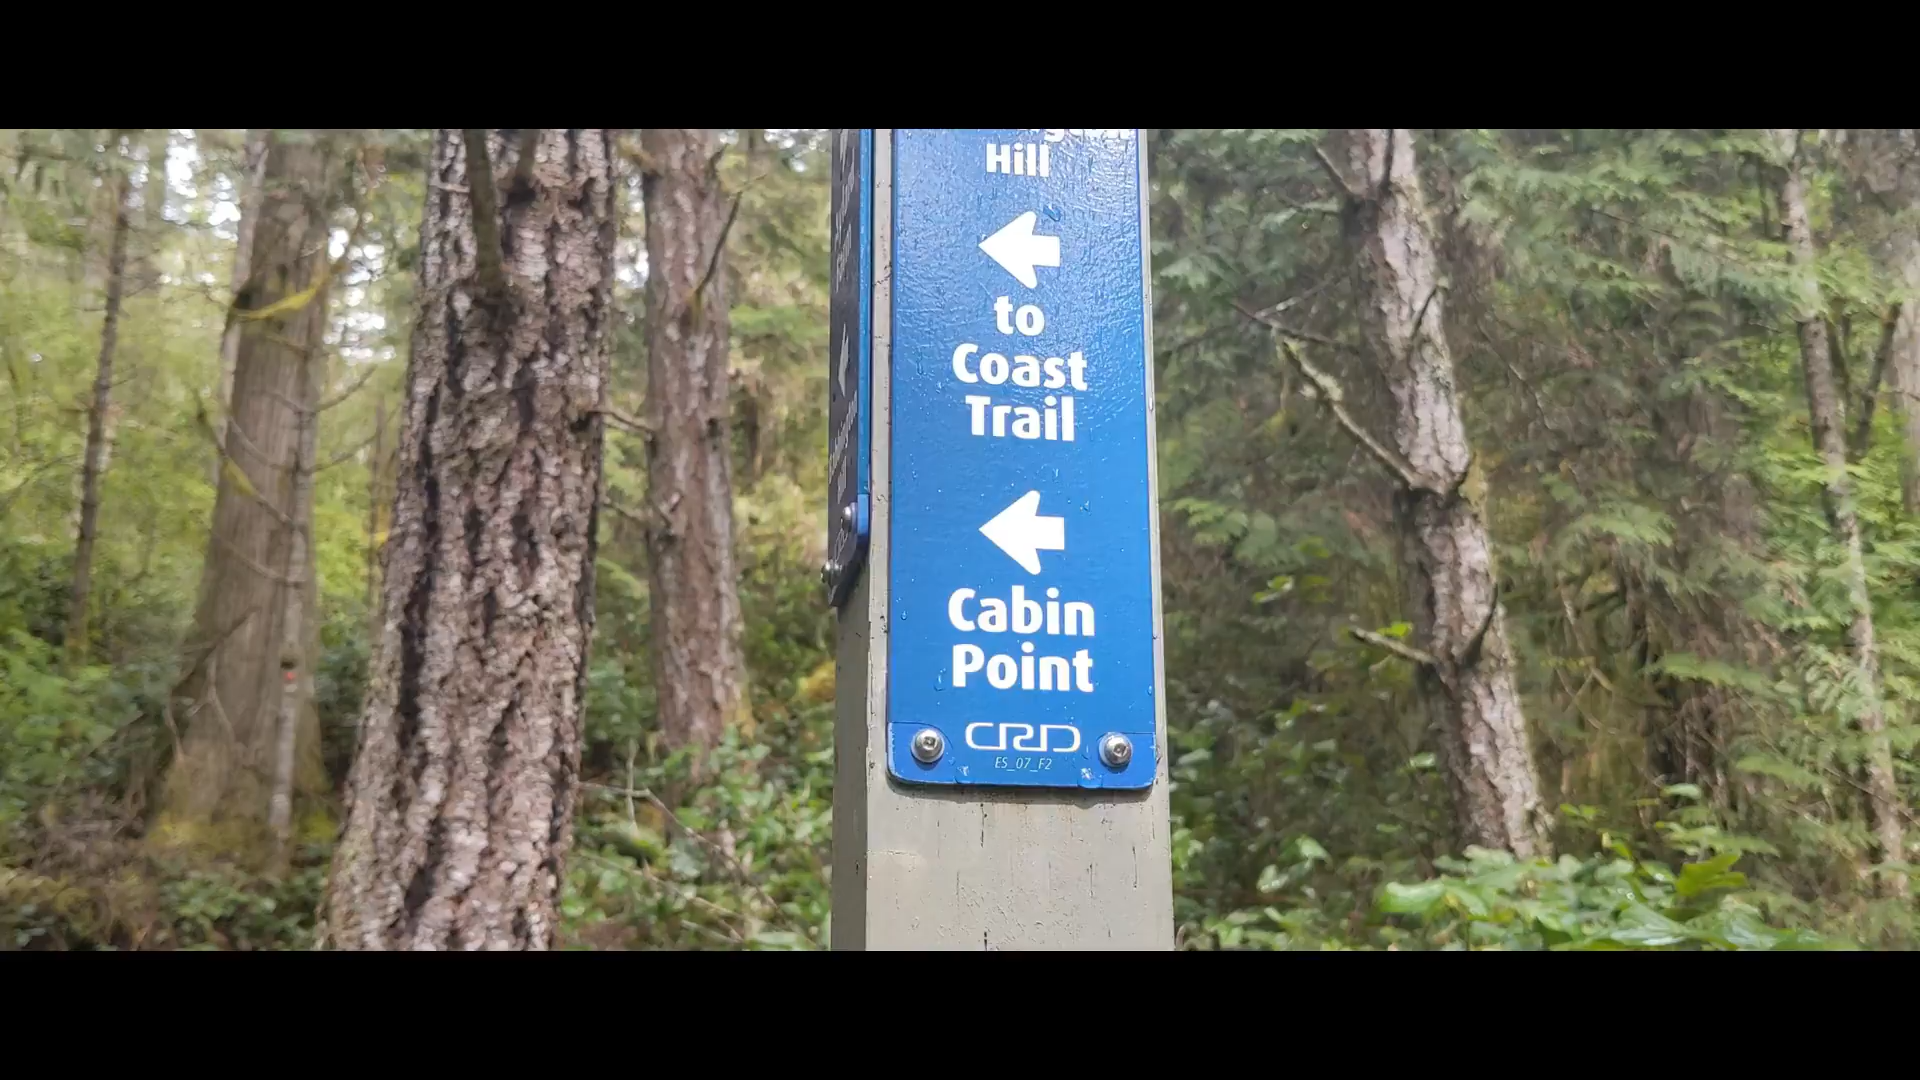 Hill
to
Coast
Trail
Cabin
Point
CRD
ES_07_F2